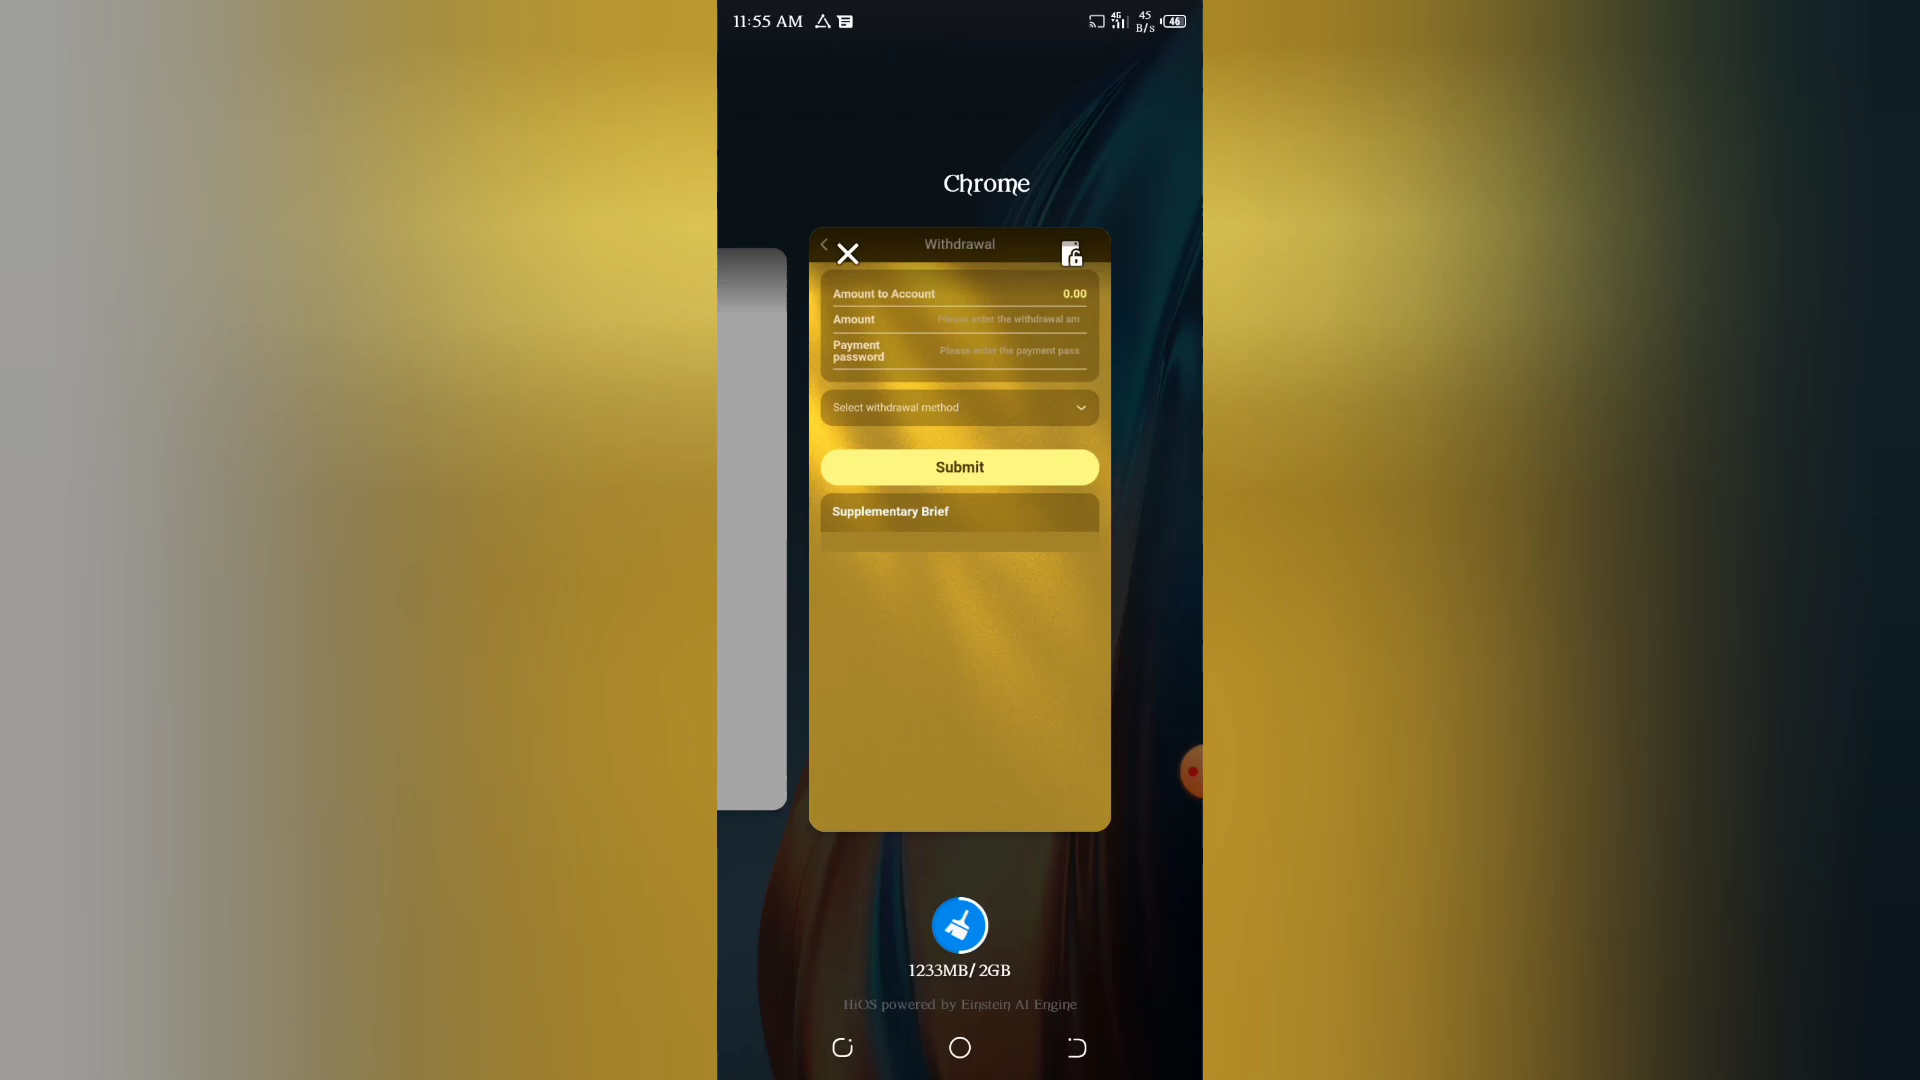 11:55 AM
4G
45
B/s
46
Chrome
Withdrawal
Amount to Account 0.00
Amount Please enter the withdrawal am
Payment
password Please enter the payment pass
Select withdrawal method
Submit
Supplementary Brief
1233MB/2GB
HiOS powered by Einstein AI Engine